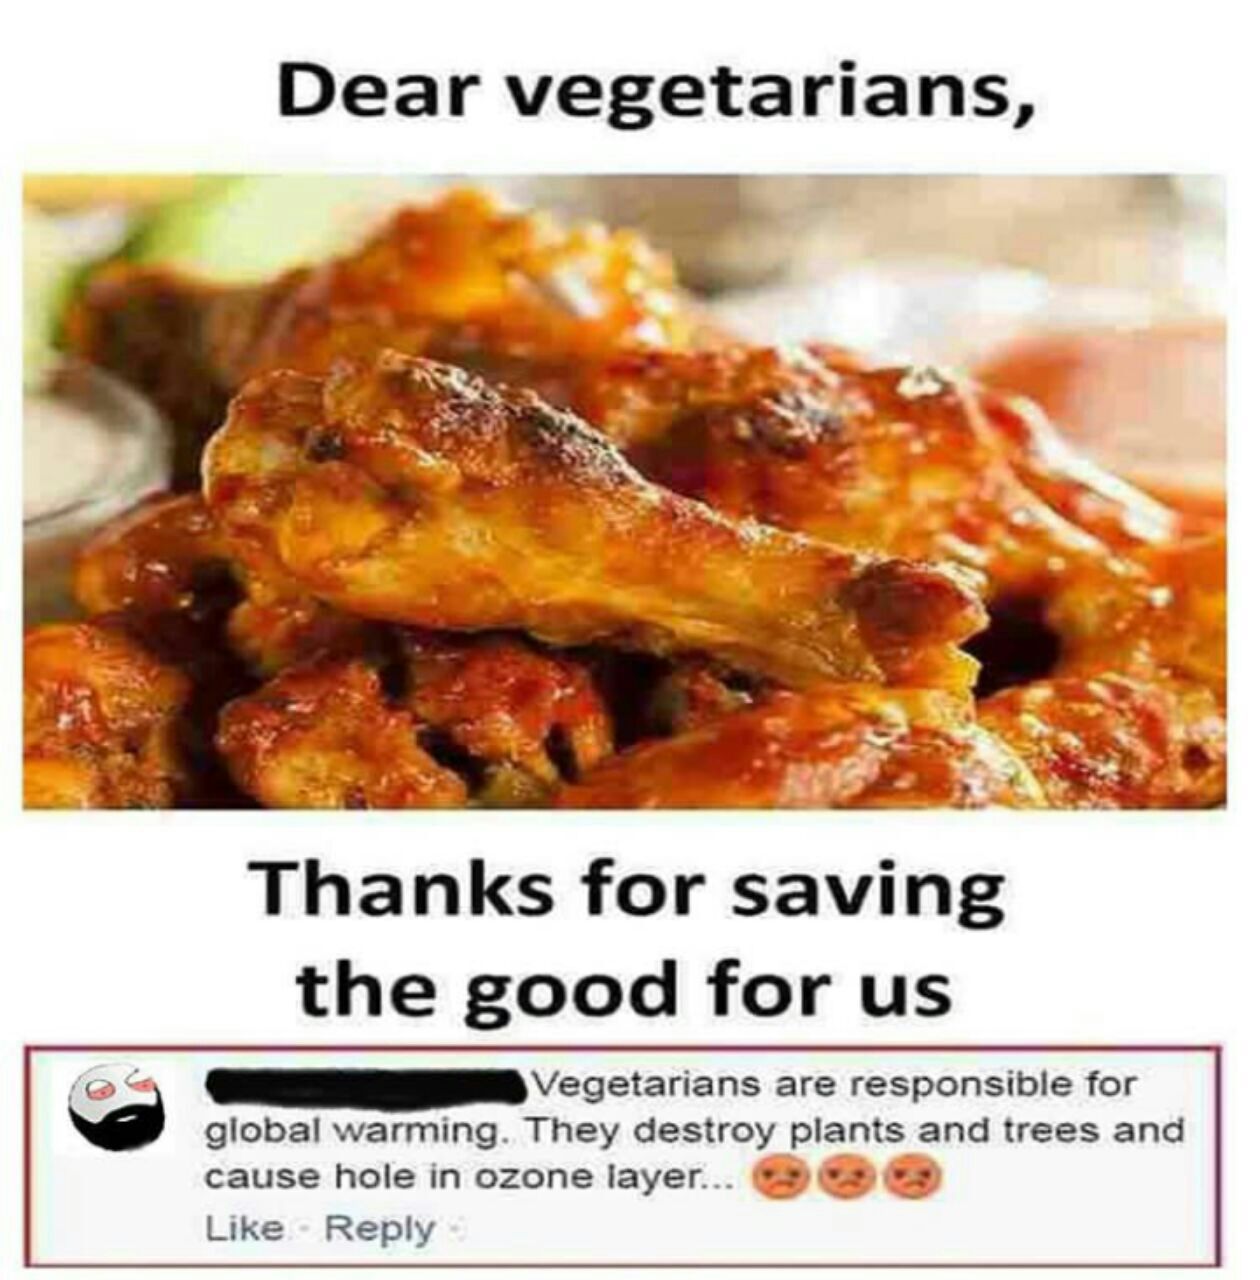 Dear vegetarians,
Thanks for saving
the good for us
Vegetarians are responsible for
global warming. They destroy plants and trees and
cause hole in ozone layer... 😡😡😡
Like · Reply ·